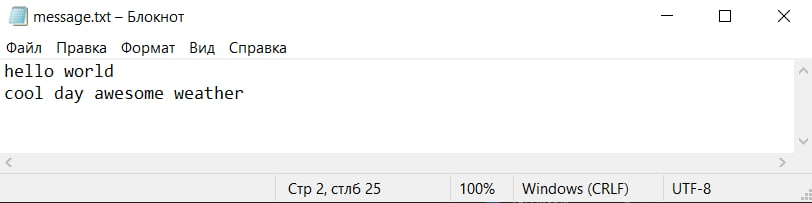 message.txt – Блокнот
Файл Правка Формат Вид Справка
hello world
cool day awesome weather
Стр 2, стлб 25 100% Windows (CRLF) UTF-8